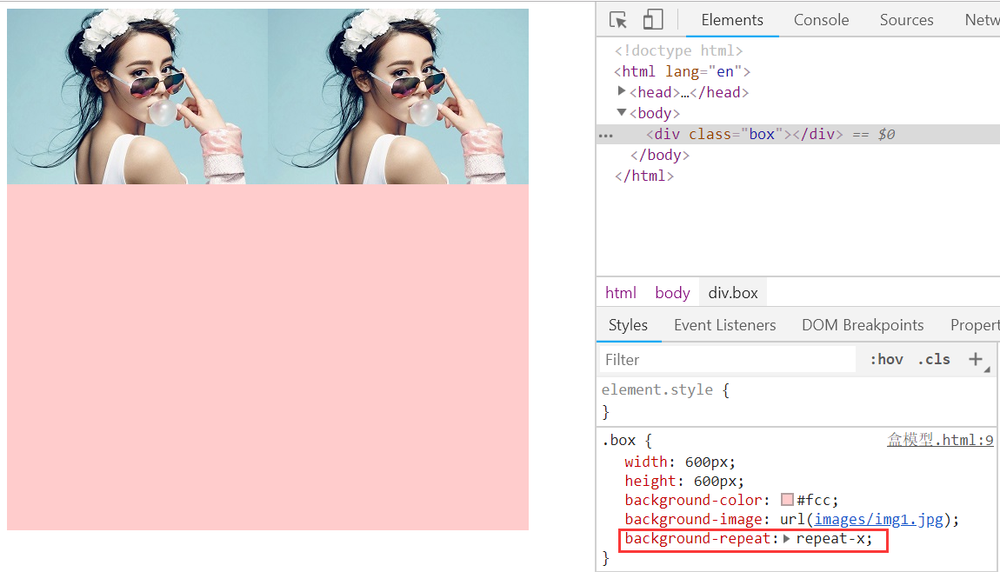 Elements Console Sources Netw
<!doctype html>
<html lang="en">
▶<head>…</head>
▼<body>
… <div class="box"></div> == $0
</body>
</html>
html body div.box
Styles Event Listeners DOM Breakpoints Propert
Filter :hov .cls +
element.style {
}
.box { 盒模型.html:9
width: 600px;
height: 600px;
background-color: #fcc;
background-image: url(images/img1.jpg);
background-repeat:▶repeat-x;
}